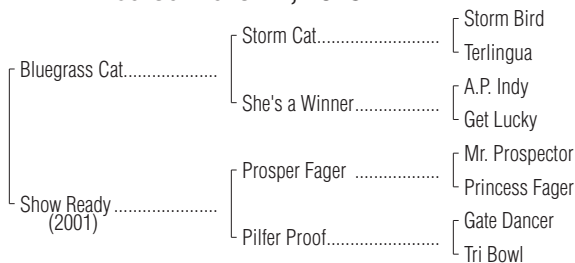 Storm Bird
Storm Cat........................
Terlingua
Bluegrass Cat..................
A.P. Indy
She's a Winner.................
Get Lucky
Mr. Prospector
Prosper Fager .................
Princess Fager
Show Ready ...................
(2001)
Gate Dancer
Pilfer Proof.......................
Tri Bowl